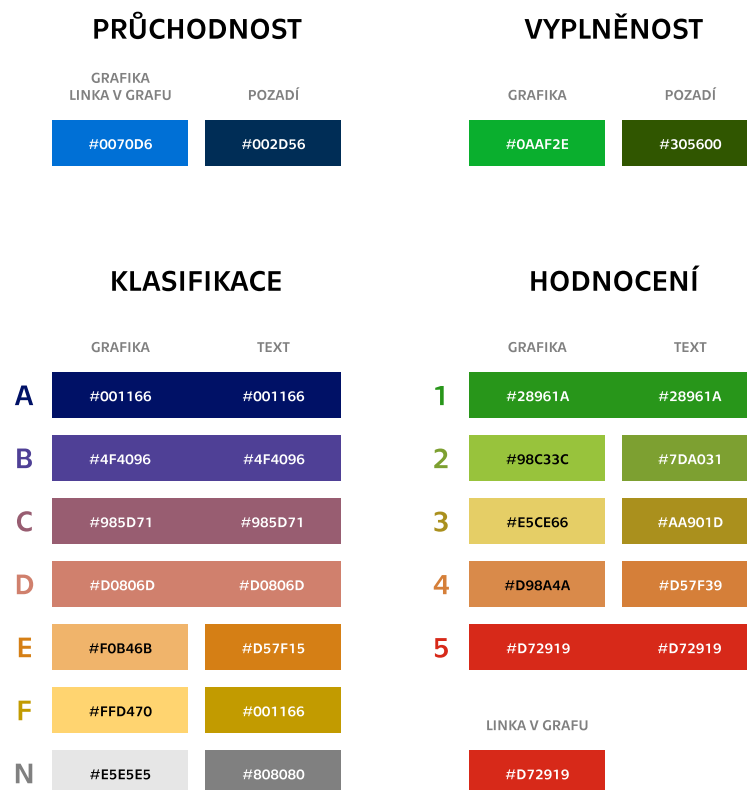 PRŮCHODNOST
GRAFIKA
LINKA V GRAFU
POZADÍ
#0070D6
#002D56
VYPLNĚNOST
GRAFIKA
POZADÍ
#0AAF2E
#305600
KLASIFIKACE
GRAFIKA
TEXT
A
#001166
#001166
B
#4F4096
#4F4096
C
#985D71
#985D71
D
#D0806D
#D0806D
E
#F0B46B
#D57F15
F
#FFD470
#001166
N
#E5E5E5
#808080
HODNOCENÍ
GRAFIKA
TEXT
1
#28961A
#28961A
2
#98C33C
#7DA031
3
#E5CE66
#AA901D
4
#D98A4A
#D57F39
5
#D72919
#D72919
LINKA V GRAFU
#D72919